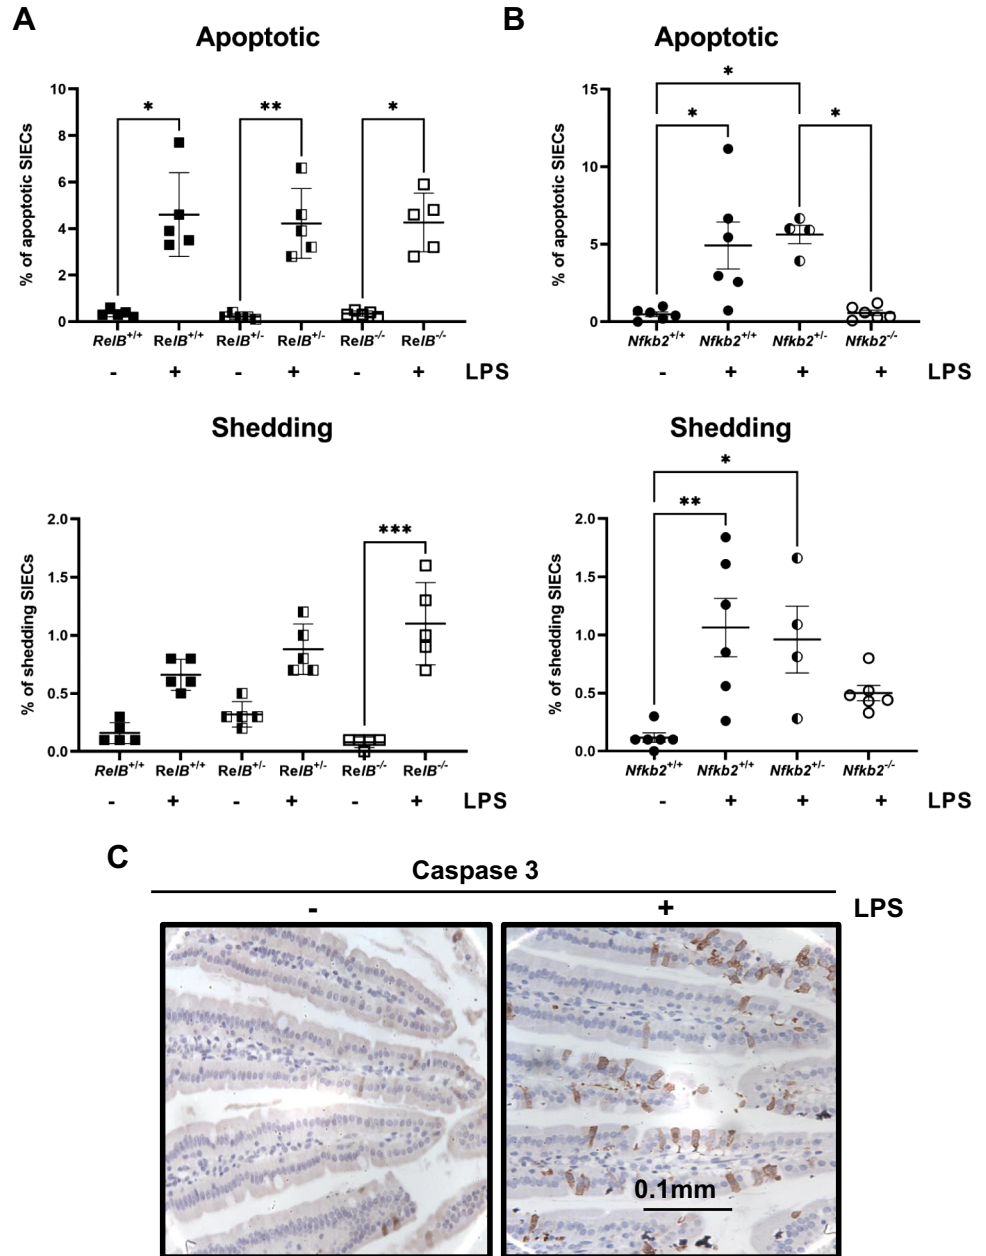 A
Apoptotic
% of apoptotic SIECs
10
8
6
4
2
0
* ** *
RelB+/+ RelB+/+ RelB+/- RelB+/- RelB-/- RelB-/-
- + - + - + LPS
B
Apoptotic
% of apoptotic SIECs
15
10
5
0
*
* *
Nfkb2+/+ Nfkb2+/+ Nfkb2+/- Nfkb2-/-
- + + + LPS
Shedding
% of shedding SIECs
2.0
1.5
1.0
0.5
0.0
***
RelB+/+ RelB+/+ RelB+/- RelB+/- RelB-/- RelB-/-
- + - + - + LPS
Shedding
% of shedding SIECs
2.0
1.5
1.0
0.5
0.0
*
**
Nfkb2+/+ Nfkb2+/+ Nfkb2+/- Nfkb2-/-
- + + + LPS
C
Caspase 3
- + LPS
0.1mm